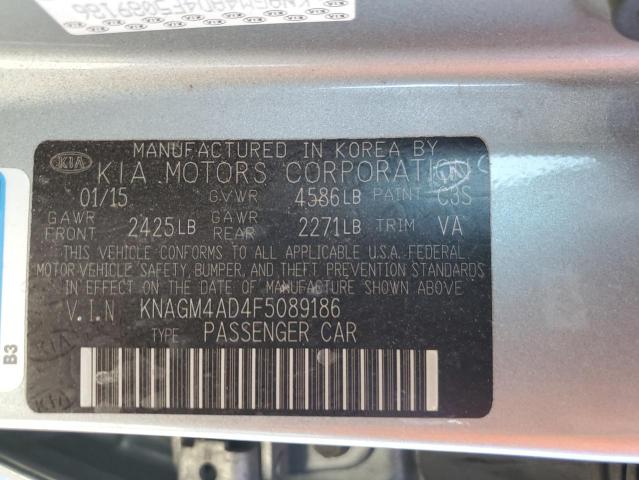 KNAGM4AD4F5089186
KIA
MANUFACTURED IN KOREA BY
KIA MOTORS CORPORATION
01/15 GVWR 4586LB PAINT C3S
GAWR FRONT 2425LB GAWR REAR 2271LB TRIM VA
THIS VEHICLE CONFORMS TO ALL APPLICABLE U.S.A. FEDERAL
MOTOR VEHICLE SAFETY, BUMPER, AND THEFT PREVENTION STANDARDS
IN EFFECT ON THE DATE OF MANUFACTURE SHOWN ABOVE
V.I.N KNAGM4AD4F5089186
TYPE PASSENGER CAR
B3